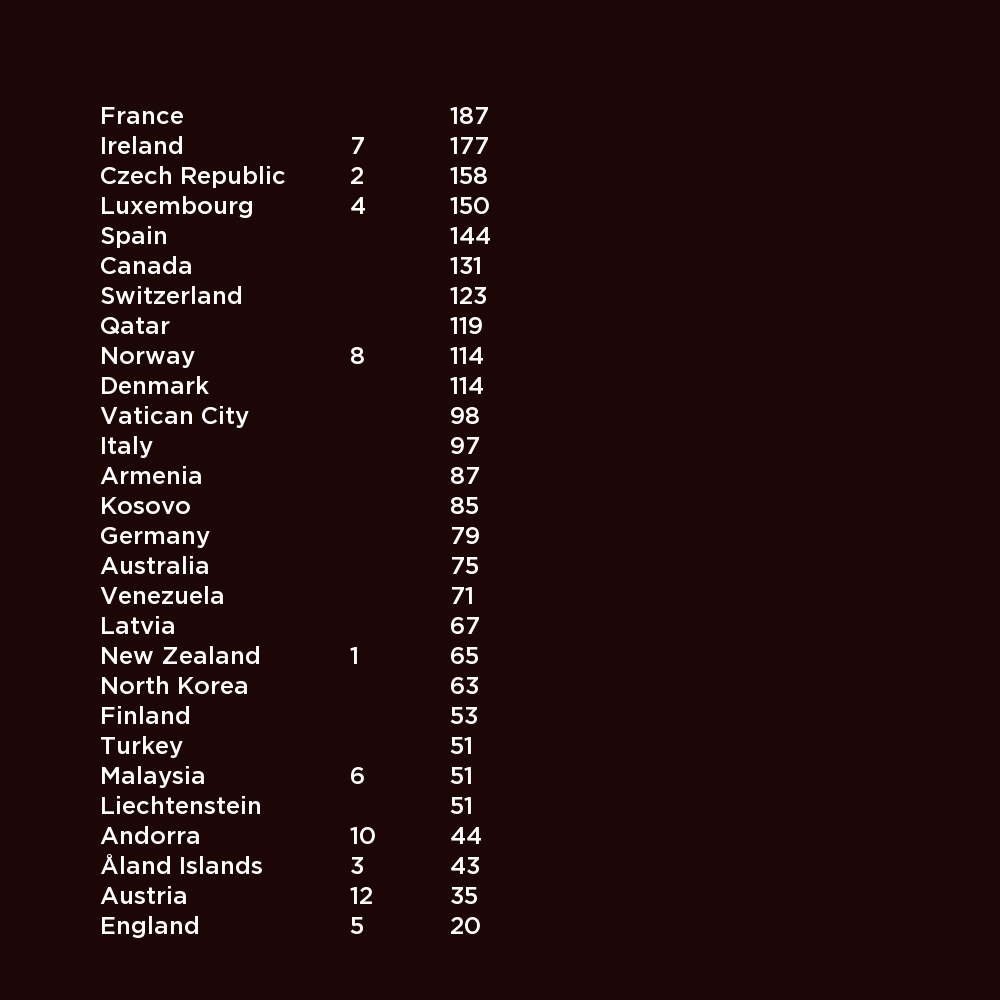 France 187
Ireland 7 177
Czech Republic 2 158
Luxembourg 4 150
Spain 144
Canada 131
Switzerland 123
Qatar 119
Norway 8 114
Denmark 114
Vatican City 98
Italy 97
Armenia 87
Kosovo 85
Germany 79
Australia 75
Venezuela 71
Latvia 67
New Zealand 1 65
North Korea 63
Finland 53
Turkey 51
Malaysia 6 51
Liechtenstein 51
Andorra 10 44
Åland Islands 3 43
Austria 12 35
England 5 20